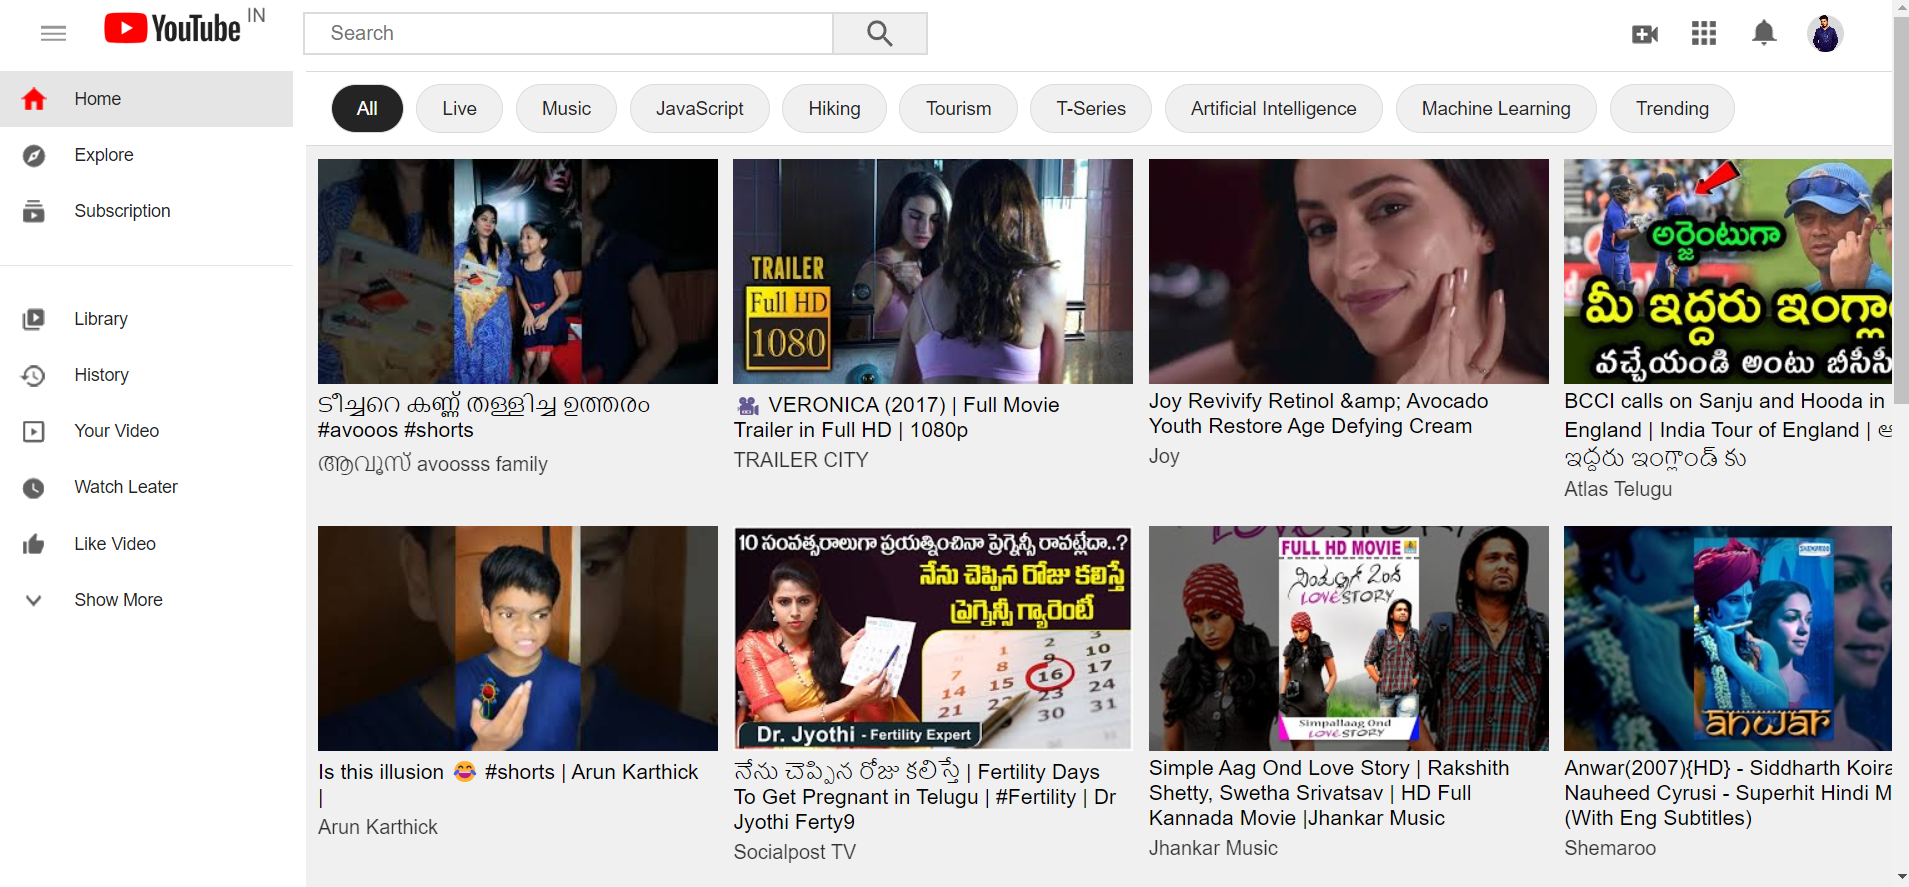 YouTube IN
Search
Home
Explore
Subscription
Library
History
Your Video
Watch Leater
Like Video
Show More
All
Live
Music
JavaScript
Hiking
Tourism
T-Series
Artificial Intelligence
Machine Learning
Trending
TRAILER
Full HD
1080
అర్జెంటుగా
మీ ఇద్దరు ఇంగ్లా
వచ్చేయండి అంటు బీసీసీ
ടീച്ചറെ കണ്ണ് തള്ളിച്ച ഉത്തരം
#avooos #shorts
ആവൂസ് avoosss family
🎥 VERONICA (2017) | Full Movie
Trailer in Full HD | 1080p
TRAILER CITY
Joy Revivify Retinol &amp; Avocado
Youth Restore Age Defying Cream
Joy
BCCI calls on Sanju and Hooda in
England | India Tour of England |
ఇద్దరు ఇంగ్లాండ్ కు
Atlas Telugu
10 సంవత్సరాలుగా ప్రయత్నించినా ప్రెగ్నెన్సీ రావట్లేదా..?
నేను చెప్పిన రోజు కలిస్తే
ప్రెగ్నెన్సీ గ్యారెంటీ
1 2 3
7 8 9 10
14 15 16 17
21 23 24
30 31
Dr. Jyothi - Fertility Expert
LOVE STORY
FULL HD MOVIE
LOVE STORY
Simpallaag Ond
LOVE STORY
SHEMAROO
anwar
Is this illusion 😂 #shorts | Arun Karthick
|
Arun Karthick
నేను చెప్పిన రోజు కలిస్తే | Fertility Days
To Get Pregnant in Telugu | #Fertility | Dr
Jyothi Ferty9
Socialpost TV
Simple Aag Ond Love Story | Rakshith
Shetty, Swetha Srivatsav | HD Full
Kannada Movie |Jhankar Music
Jhankar Music
Anwar(2007){HD} - Siddharth Koira
Nauheed Cyrusi - Superhit Hindi M
(With Eng Subtitles)
Shemaroo